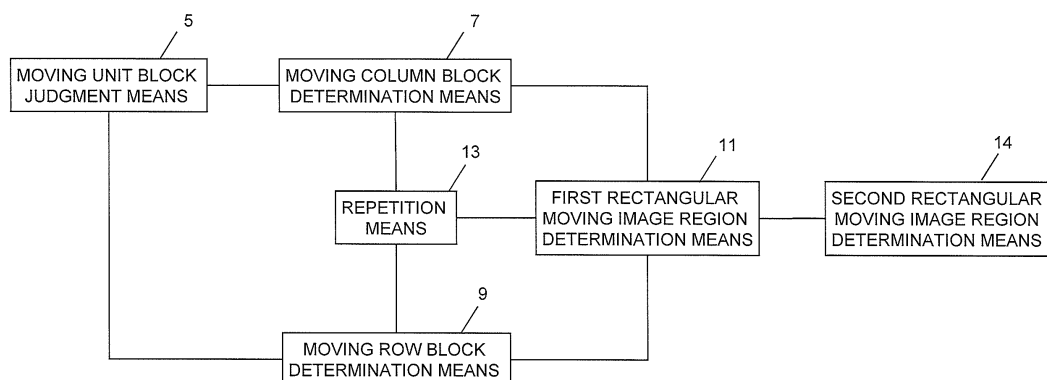 5
MOVING UNIT BLOCK
JUDGMENT MEANS
7
MOVING COLUMN BLOCK
DETERMINATION MEANS
13
REPETITION
MEANS
11
FIRST RECTANGULAR
MOVING IMAGE REGION
DETERMINATION MEANS
14
SECOND RECTANGULAR
MOVING IMAGE REGION
DETERMINATION MEANS
9
MOVING ROW BLOCK
DETERMINATION MEANS